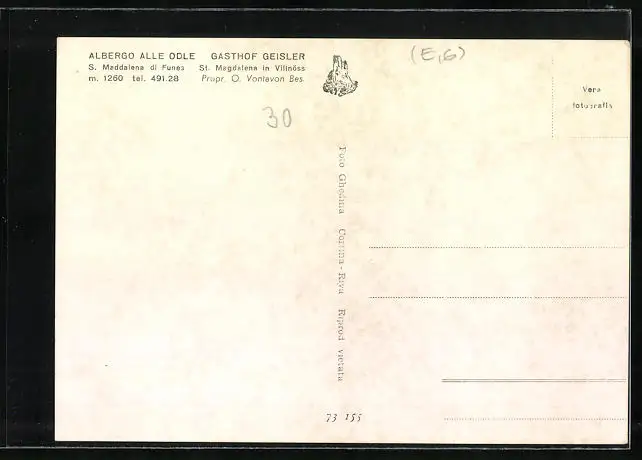 ALBERGO ALLE ODLE GASTHOF GEISLER
S. Maddalena di Funes St. Magdalena in Villnöss
m. 1260 tel. 491.28 Propr. O. Vontavon Bes.
(E,G)
30
Vera
fotografia
Foto Ghedina Cortina - Riva Riprod vietata
73 155